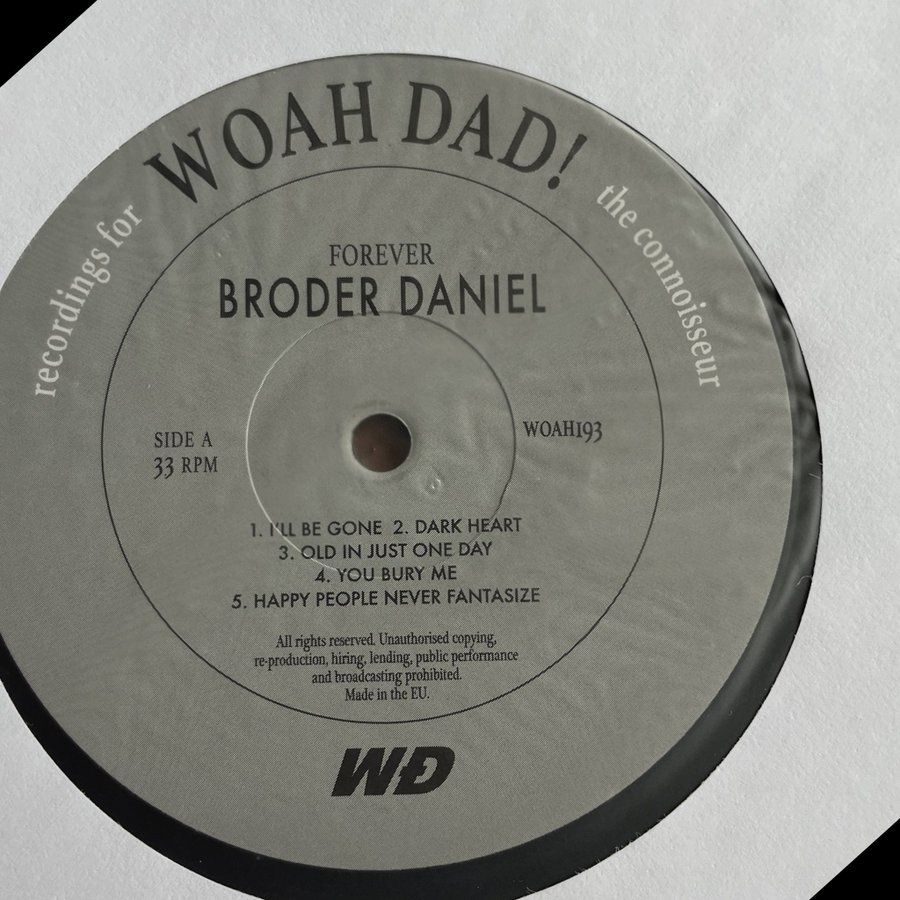 WOAH DAD!
recordings for
the connoisseur
FOREVER
BRODER DANIEL
SIDE A
33 RPM
WOAH193
1. I'LL BE GONE 2. DARK HEART
3. OLD IN JUST ONE DAY
4. YOU BURY ME
5. HAPPY PEOPLE NEVER FANTASIZE
All rights reserved. Unauthorised copying,
re-production, hiring, lending, public performance
and broadcasting prohibited.
Made in the EU.
WD